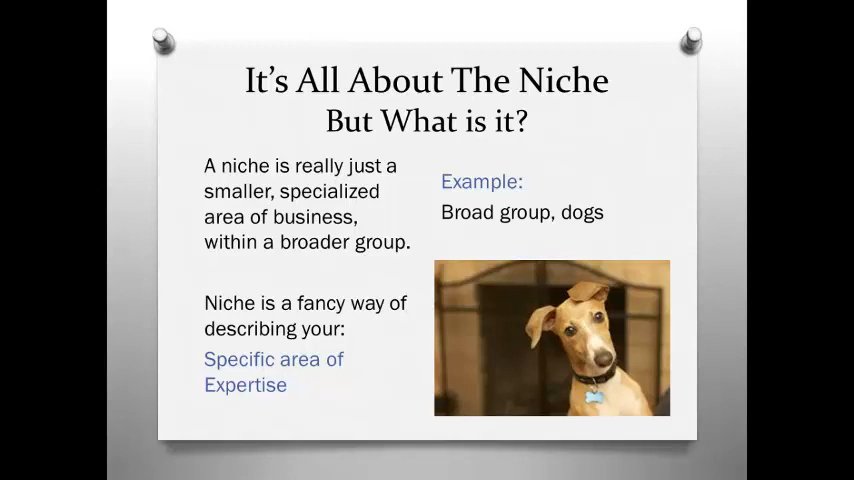 It's All About The Niche
But What is it?
A niche is really just a
smaller, specialized
area of business,
within a broader group.
Niche is a fancy way of
describing your:
Specific area of
Expertise
Example:
Broad group, dogs